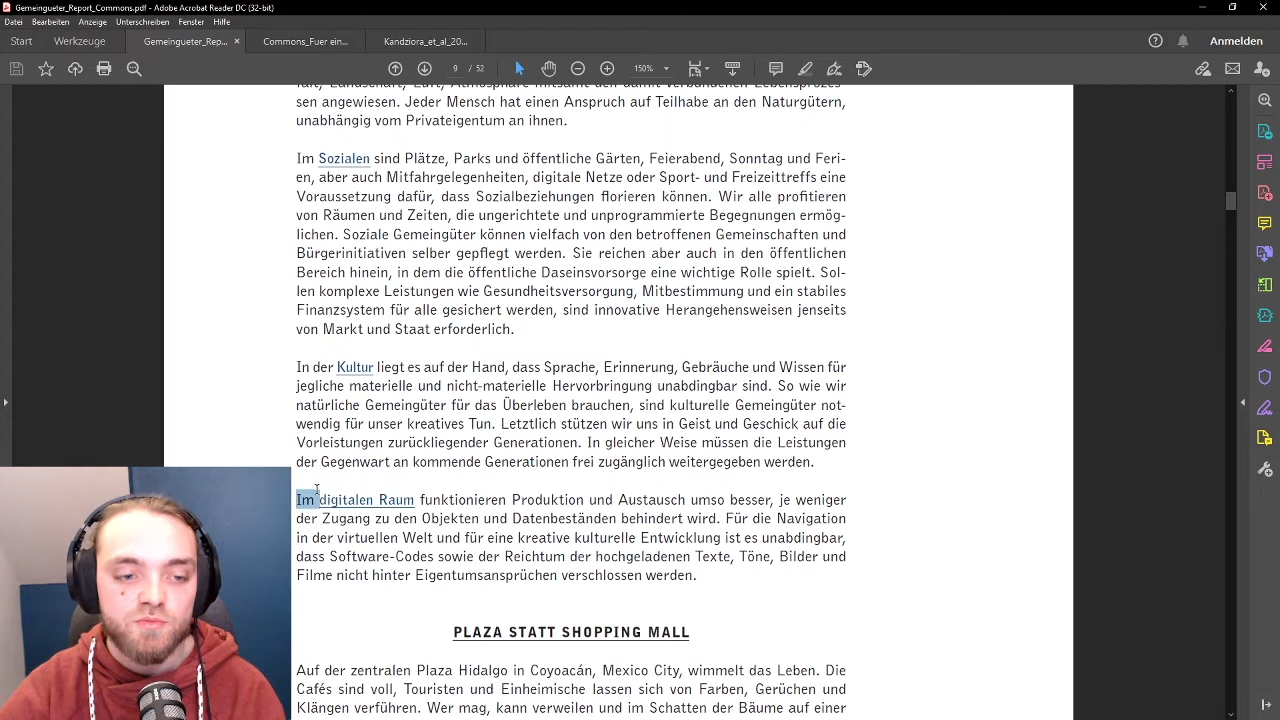 Gemeingueter_Report_Commons.pdf - Adobe Acrobat Reader DC (32-bit)
Datei Bearbeiten Anzeige Unterschreiben Fenster Hilfe
Start Werkzeuge Gemeingueter_Rep... × Commons_Fuer ein... Kandziora_et_al_20... Anmelden
9 / 52 150%
sen angewiesen. Jeder Mensch hat einen Anspruch auf Teilhabe an den Naturgütern,
unabhängig vom Privateigentum an ihnen.
Im Sozialen sind Plätze, Parks und öffentliche Gärten, Feierabend, Sonntag und Feri-
en, aber auch Mitfahrgelegenheiten, digitale Netze oder Sport- und Freizeittreffs eine
Voraussetzung dafür, dass Sozialbeziehungen florieren können. Wir alle profitieren
von Räumen und Zeiten, die ungerichtete und unprogrammierte Begegnungen ermög-
lichen. Soziale Gemeingüter können vielfach von den betroffenen Gemeinschaften und
Bürgerinitiativen selber gepflegt werden. Sie reichen aber auch in den öffentlichen
Bereich hinein, in dem die öffentliche Daseinsvorsorge eine wichtige Rolle spielt. Sol-
len komplexe Leistungen wie Gesundheitsversorgung, Mitbestimmung und ein stabiles
Finanzsystem für alle gesichert werden, sind innovative Herangehensweisen jenseits
von Markt und Staat erforderlich.
In der Kultur liegt es auf der Hand, dass Sprache, Erinnerung, Gebräuche und Wissen für
jegliche materielle und nicht-materielle Hervorbringung unabdingbar sind. So wie wir
natürliche Gemeingüter für das Überleben brauchen, sind kulturelle Gemeingüter not-
wendig für unser kreatives Tun. Letztlich stützen wir uns in Geist und Geschick auf die
Vorleistungen zurückliegender Generationen. In gleicher Weise müssen die Leistungen
der Gegenwart an kommende Generationen frei zugänglich weitergegeben werden.
Im digitalen Raum funktionieren Produktion und Austausch umso besser, je weniger
der Zugang zu den Objekten und Datenbeständen behindert wird. Für die Navigation
in der virtuellen Welt und für eine kreative kulturelle Entwicklung ist es unabdingbar,
dass Software-Codes sowie der Reichtum der hochgeladenen Texte, Töne, Bilder und
Filme nicht hinter Eigentumsansprüchen verschlossen werden.
PLAZA STATT SHOPPING MALL
Auf der zentralen Plaza Hidalgo in Coyoacán, Mexico City, wimmelt das Leben. Die
Cafés sind voll, Touristen und Einheimische lassen sich von Farben, Gerüchen und
Klängen verführen. Wer mag, kann verweilen und im Schatten der Bäume auf einer